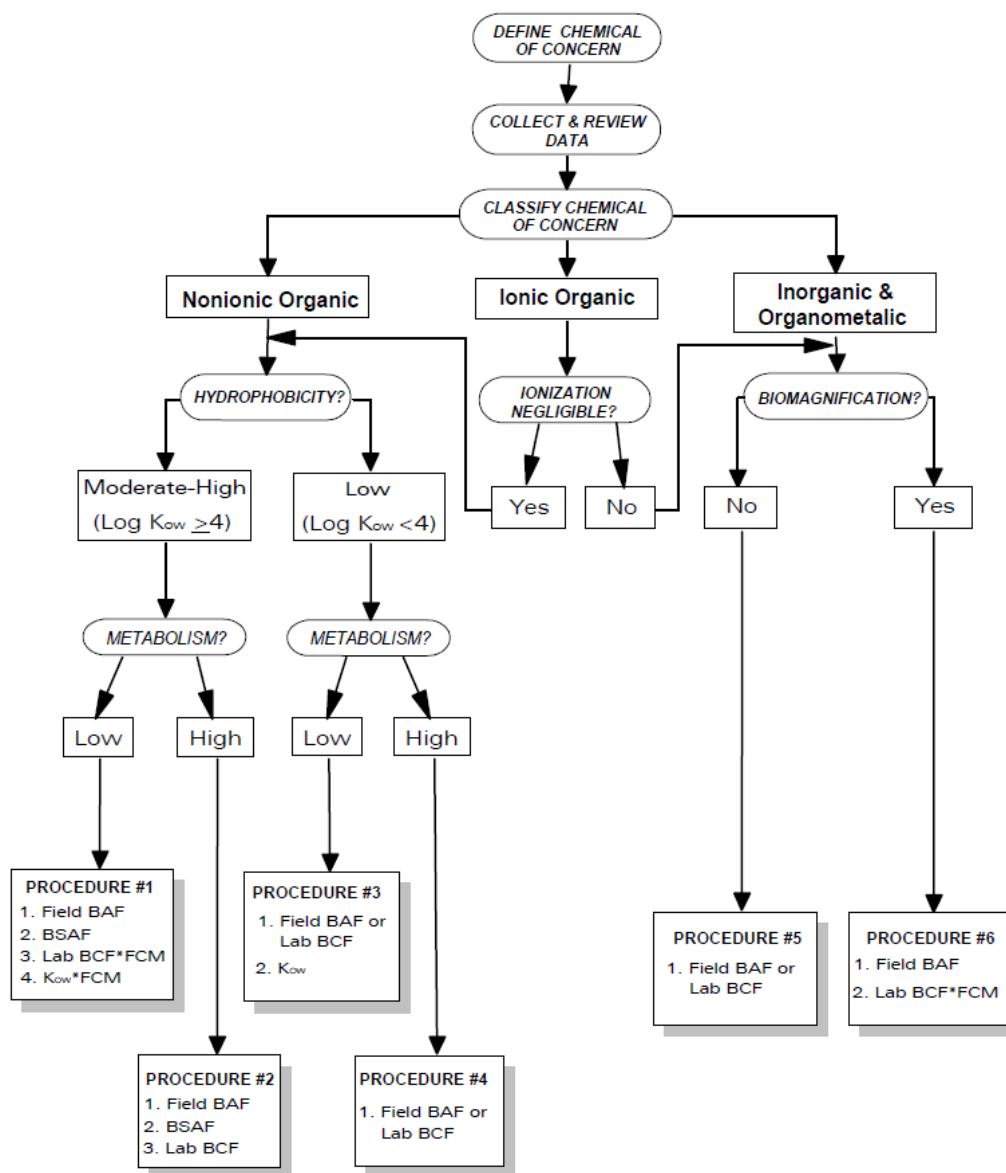 DEFINE CHEMICAL
OF CONCERN
COLLECT & REVIEW
DATA
CLASSIFY CHEMICAL
OF CONCERN
Nonionic Organic
Ionic Organic
Inorganic &
Organometalic
HYDROPHOBICITY?
IONIZATION
NEGLIGIBLE?
BIOMAGNIFICATION?
Moderate-High
(Log Kow ≥4)
Low
(Log Kow <4)
Yes
No
No
Yes
METABOLISM?
METABOLISM?
Low
High
Low
High
PROCEDURE #1
1. Field BAF
2. BSAF
3. Lab BCF*FCM
4. Kow*FCM
PROCEDURE #3
1. Field BAF or
Lab BCF
2. Kow
PROCEDURE #5
1. Field BAF or
Lab BCF
PROCEDURE #6
1. Field BAF
2. Lab BCF*FCM
PROCEDURE #2
1. Field BAF
2. BSAF
3. Lab BCF
PROCEDURE #4
1. Field BAF or
Lab BCF